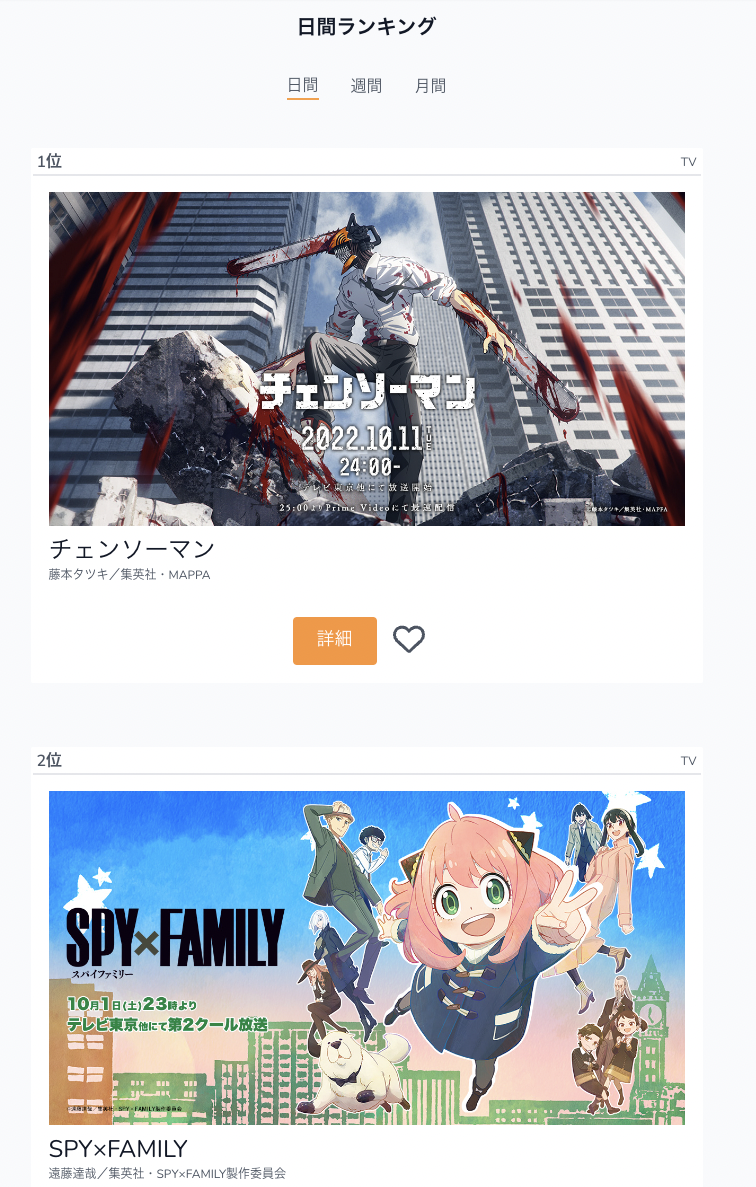 日間ランキング
日間 週間 月間
1位 TV
チェンソーマン
2022.10.11 TUE
24:00-
テレビ東京他にて放送開始
25:00よりPrime Videoにて最速配信
©藤本タツキ／集英社・MAPPA
チェンソーマン
藤本タツキ／集英社・MAPPA
詳細
2位 TV
SPY×FAMILY
スパイファミリー
10月1日(土)23時より
テレビ東京他にて第2クール放送
©遠藤達哉／集英社・SPY×FAMILY製作委員会
SPY×FAMILY
遠藤達哉／集英社・SPY×FAMILY製作委員会